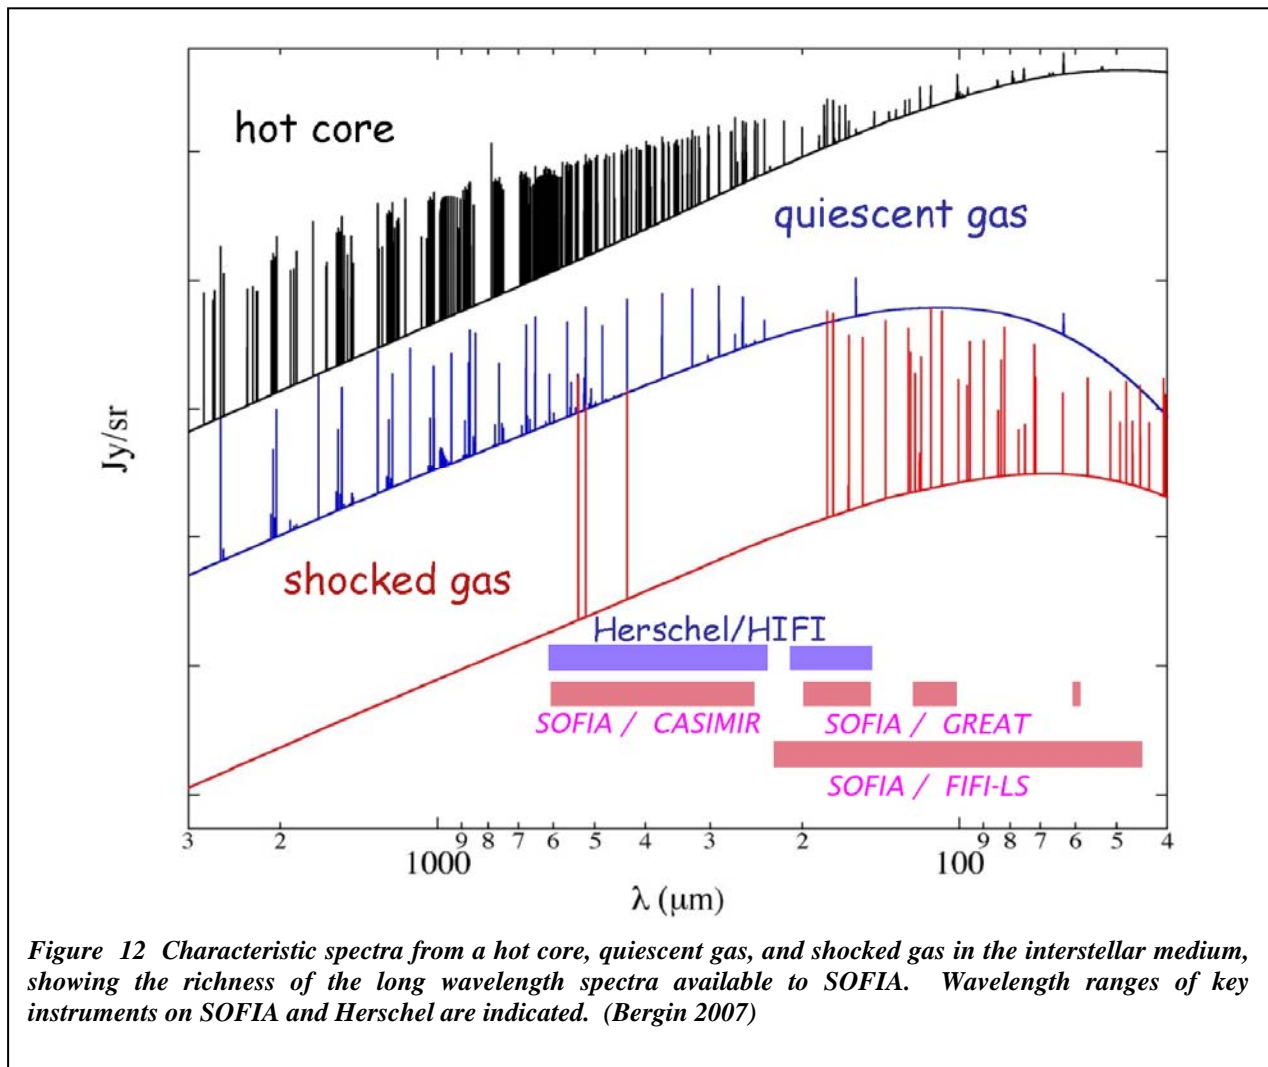 hot core
quiescent gas
Jy/sr
shocked gas
Herschel/HIFI
SOFIA / CASIMIR SOFIA / GREAT
SOFIA / FIFI-LS
3 2 9 8 7 6 5 4 3 2 9 8 7 6 5 4
1000 100
λ (μm)
Figure 12 Characteristic spectra from a hot core, quiescent gas, and shocked gas in the interstellar medium,
showing the richness of the long wavelength spectra available to SOFIA. Wavelength ranges of key
instruments on SOFIA and Herschel are indicated. (Bergin 2007)